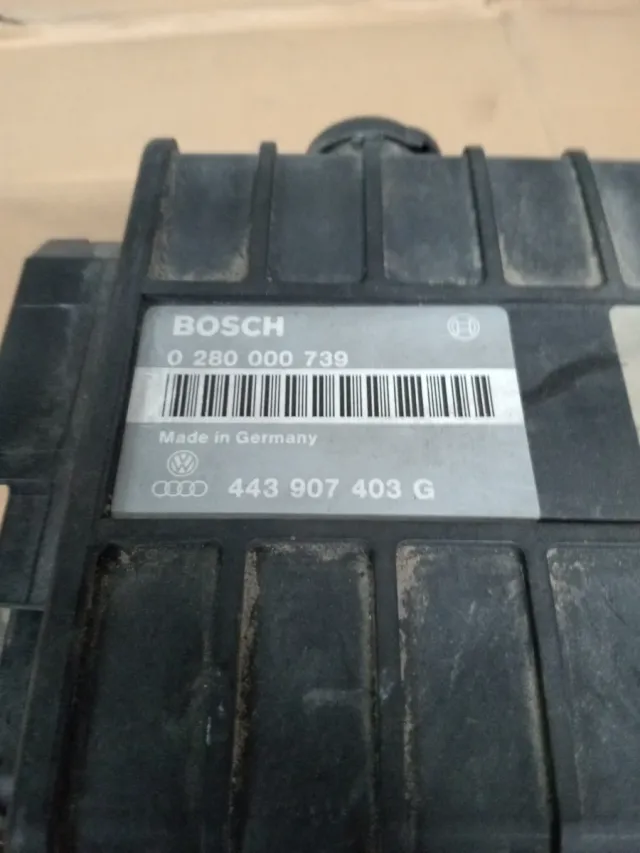 BOSCH
0 280 000 739
Made in Germany
443 907 403 G